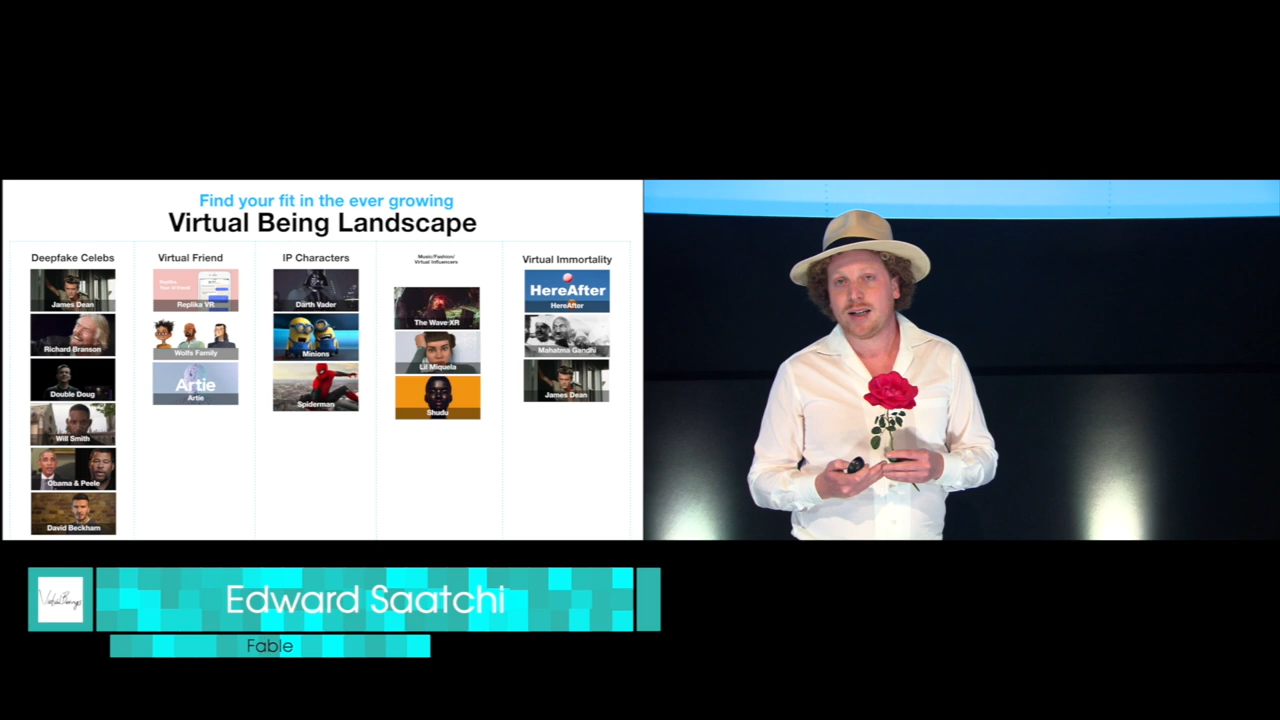 Find your fit in the ever growing
Virtual Being Landscape
Deepfake Celebs
James Dean
Richard Branson
Double Doug
Will Smith
Obama & Peele
David Beckham
Virtual Friend
Replika VR
Wolfs Family
Artie
Artie
IP Characters
Darth Vader
Minions
Spiderman
Music/Fashion/
Virtual Influencers
The Wave XR
Lil Miquela
Shudu
Virtual Immortality
HereAfter
HereAfter
Mahatma Gandhi
James Dean
Virtual Beings
Edward Saatchi
Fable